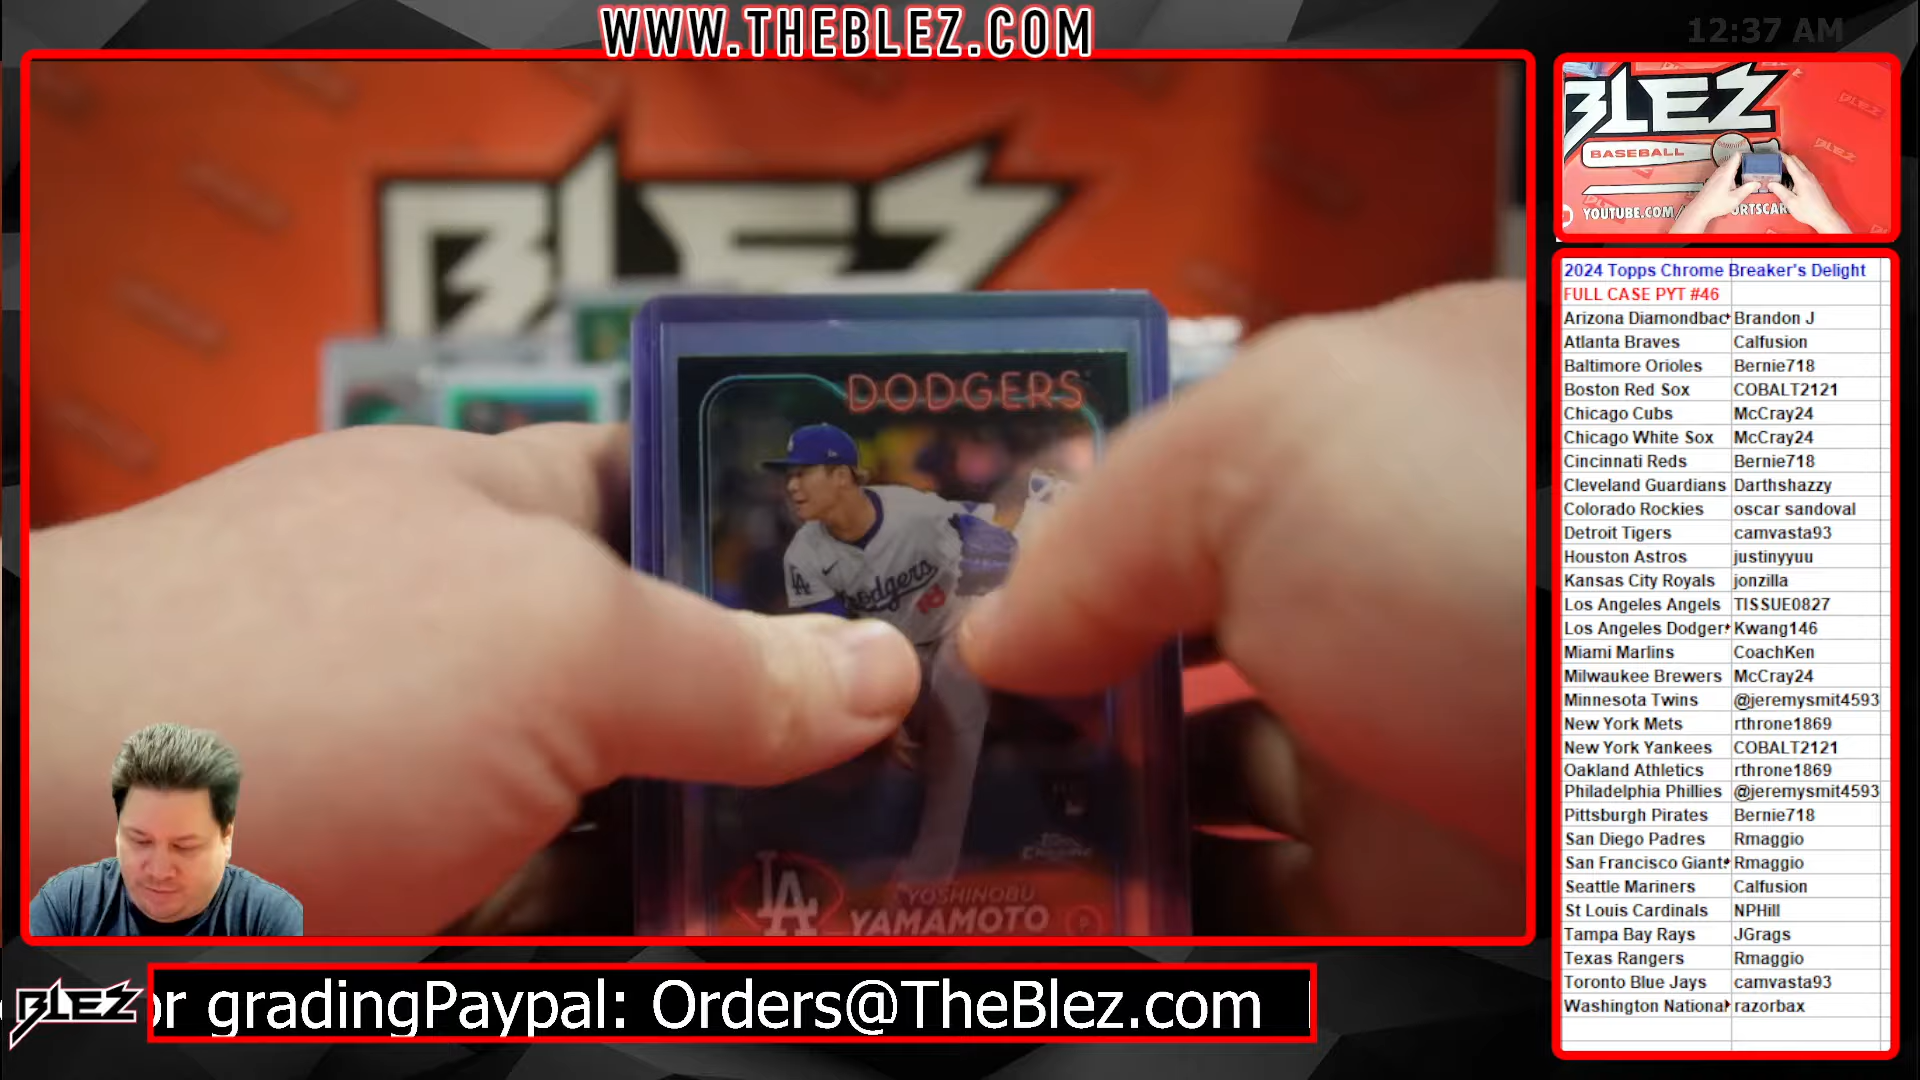 WWW.THEBLEZ.COM
12:37 AM
BLEZ
DODGERS
Dodgers
LA
YOSHINOBU
YAMAMOTO
P
BLEZ
BASEBALL
YOUTUBE.COM/
2024 Topps Chrome Breaker's Delight
FULL CASE PYT #46
Arizona Diamondbac Brandon J
Atlanta Braves Calfusion
Baltimore Orioles Bernie718
Boston Red Sox COBALT2121
Chicago Cubs McCray24
Chicago White Sox McCray24
Cincinnati Reds Bernie718
Cleveland Guardians Darthshazzy
Colorado Rockies oscar sandoval
Detroit Tigers camvasta93
Houston Astros justinyyuu
Kansas City Royals jonzilla
Los Angeles Angels TISSUE0827
Los Angeles Dodger Kwang146
Miami Marlins CoachKen
Milwaukee Brewers McCray24
Minnesota Twins @jeremysmit4593
New York Mets rthrone1869
New York Yankees COBALT2121
Oakland Athletics rthrone1869
Philadelphia Phillies @jeremysmit4593
Pittsburgh Pirates Bernie718
San Diego Padres Rmaggio
San Francisco Giant Rmaggio
Seattle Mariners Calfusion
St Louis Cardinals NPHill
Tampa Bay Rays JGrags
Texas Rangers Rmaggio
Toronto Blue Jays camvasta93
Washington National razorbax
BLEZ
or gradingPaypal: Orders@TheBlez.com